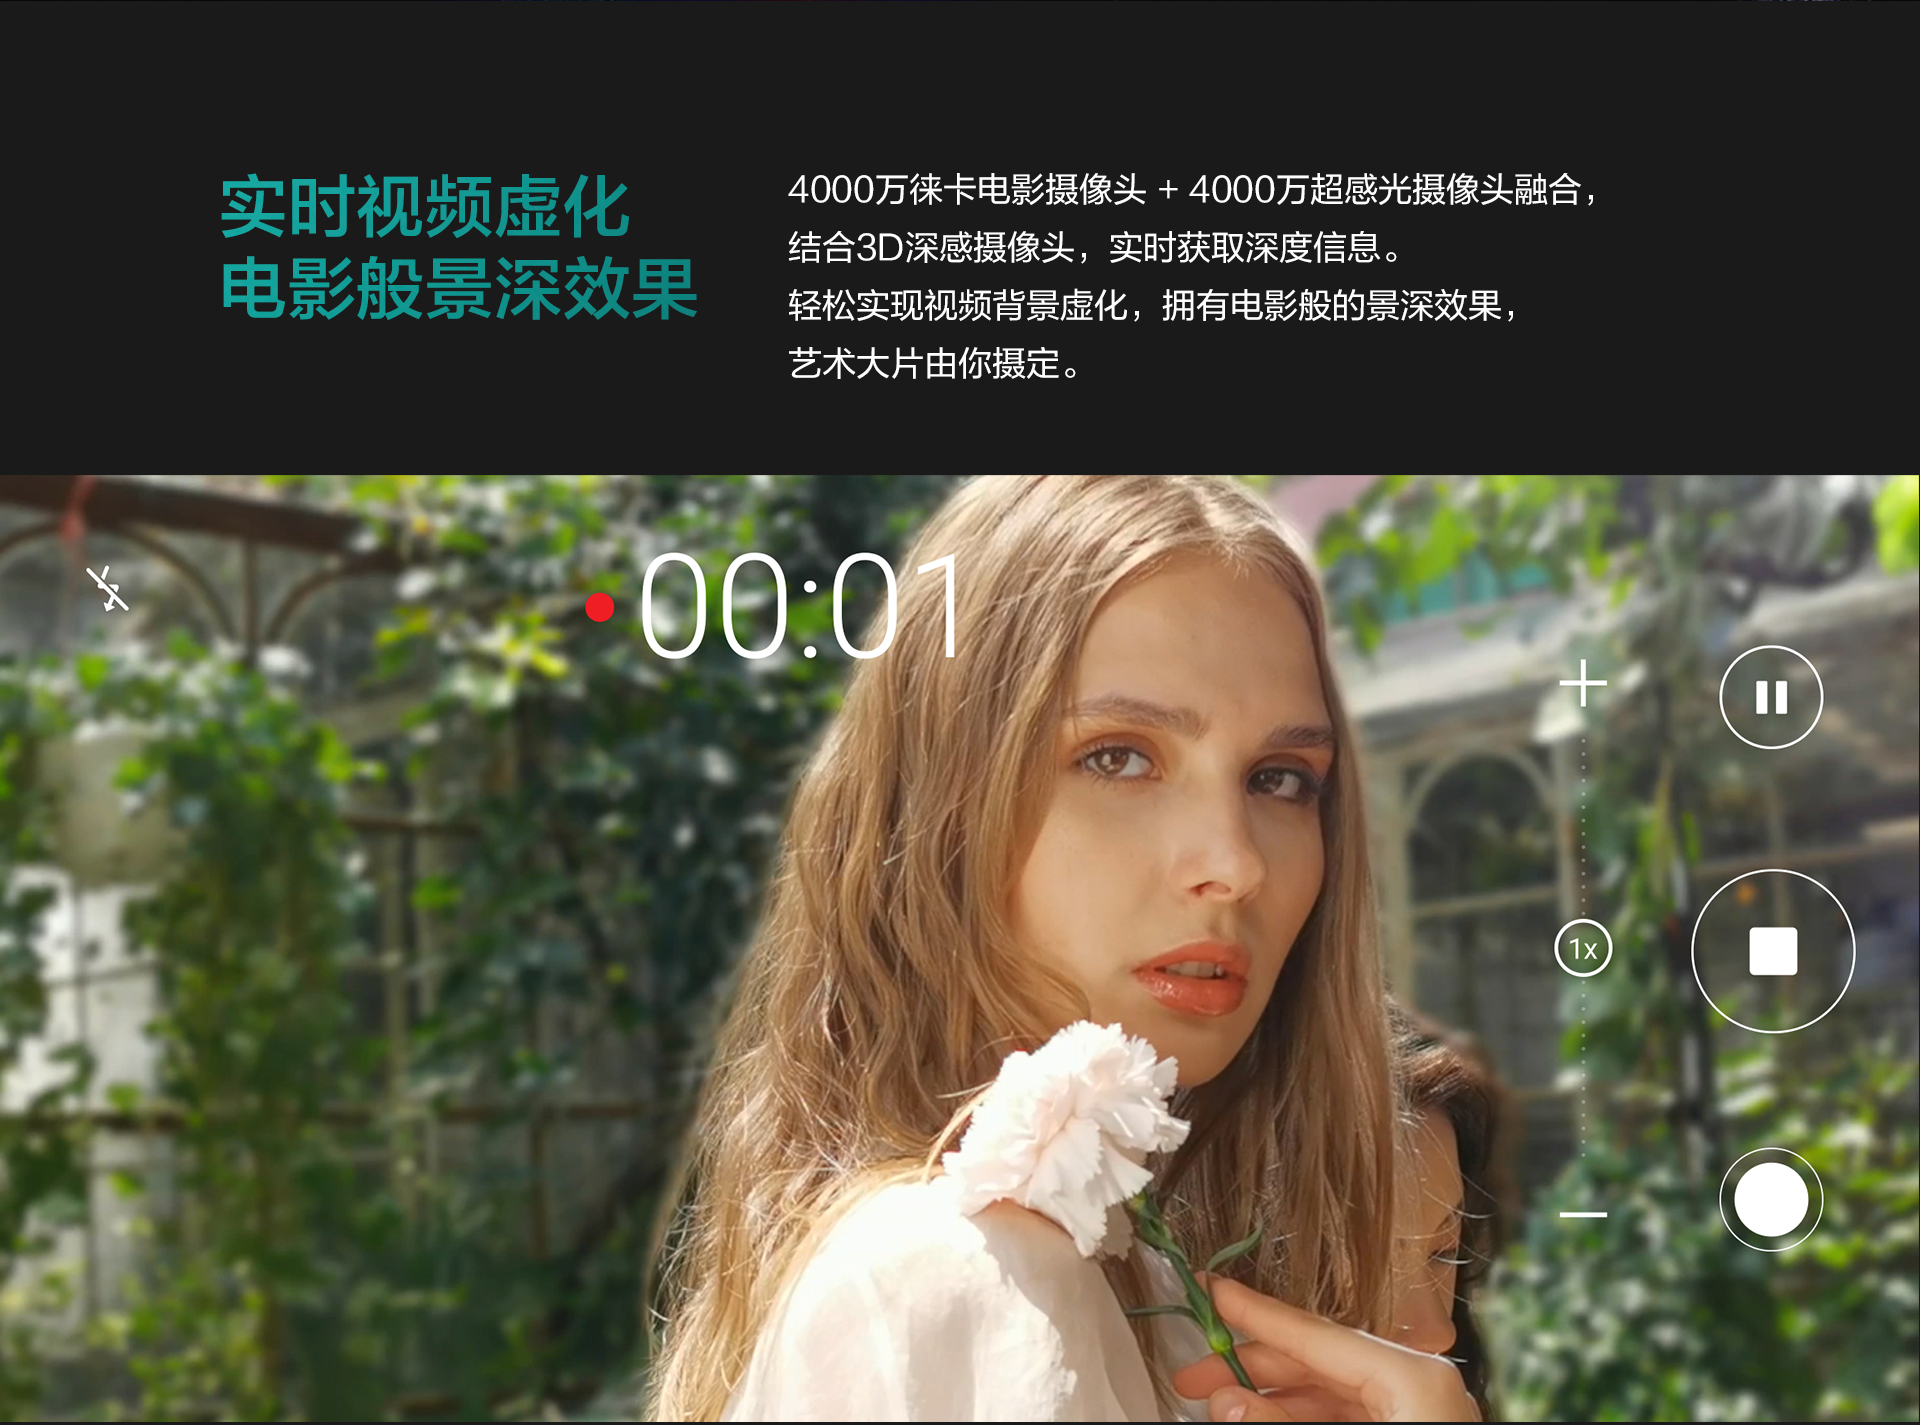 实时视频虚化
电影般景深效果
4000万徕卡电影摄像头 + 4000万超感光摄像头融合，
结合3D深感摄像头，实时获取深度信息。
轻松实现视频背景虚化，拥有电影般的景深效果，
艺术大片由你摄定。
00:01
1x